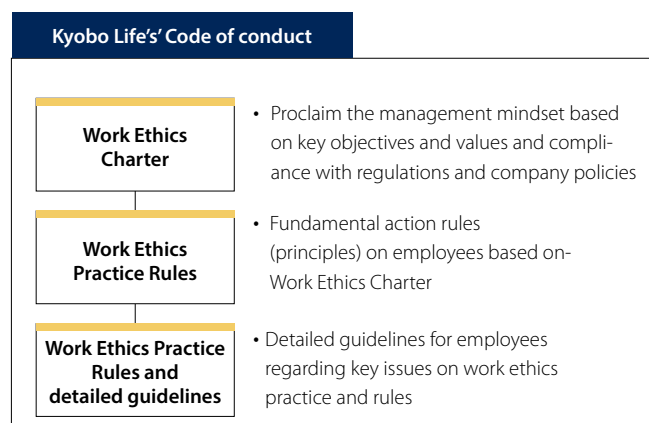 Kyobo Life's' Code of conduct
Work Ethics
Charter
• Proclaim the management mindset based
on key objectives and values and compli-
ance with regulations and company policies
Work Ethics
Practice Rules
• Fundamental action rules
(principles) on employees based on-
Work Ethics Charter
Work Ethics Practice
Rules and
detailed guidelines
• Detailed guidelines for employees
regarding key issues on work ethics
practice and rules